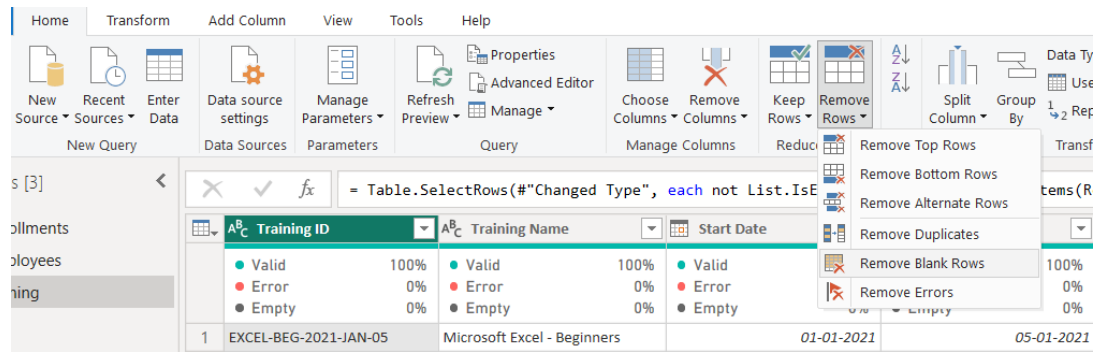 Home Transform Add Column View Tools Help
New Source Recent Sources Enter Data
Data source settings
Manage Parameters
Refresh Preview
Properties
Advanced Editor
Manage
Choose Columns Remove Columns
Keep Rows Remove Rows
A Z
Z A
Split Column Group By
Data Ty
Use
1 2 Rep
New Query Data Sources Parameters Query Manage Columns Reduc Transf
Remove Top Rows
Remove Bottom Rows
Remove Alternate Rows
Remove Duplicates
Remove Blank Rows
Remove Errors
s [3]
ollments
ployees
ning
fx = Table.SelectRows(#"Changed Type", each not List.IsE tems(R
ABC Training ID ABC Training Name Start Date
Valid 100% Valid 100% Valid 100%
Error 0% Error 0% Error 0%
Empty 0% Empty 0% Empty 0% Empty 0%
1 EXCEL-BEG-2021-JAN-05 Microsoft Excel - Beginners 01-01-2021 05-01-2021